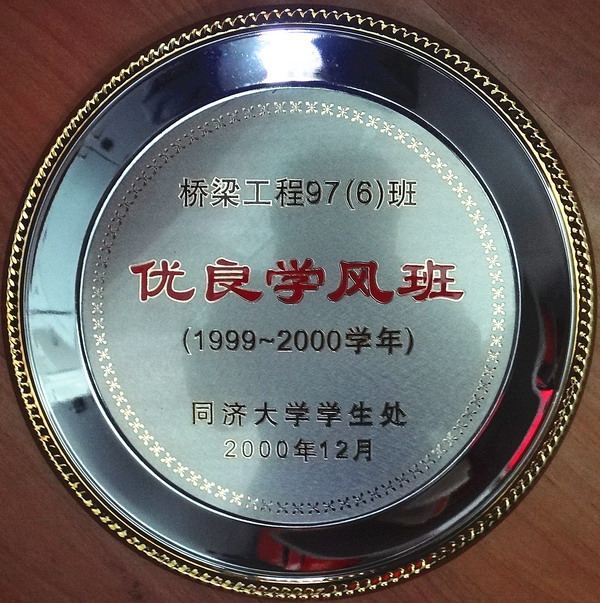 桥梁工程97(6)班
优良学风班
(1999~2000学年)
同济大学学生处
2000年12月